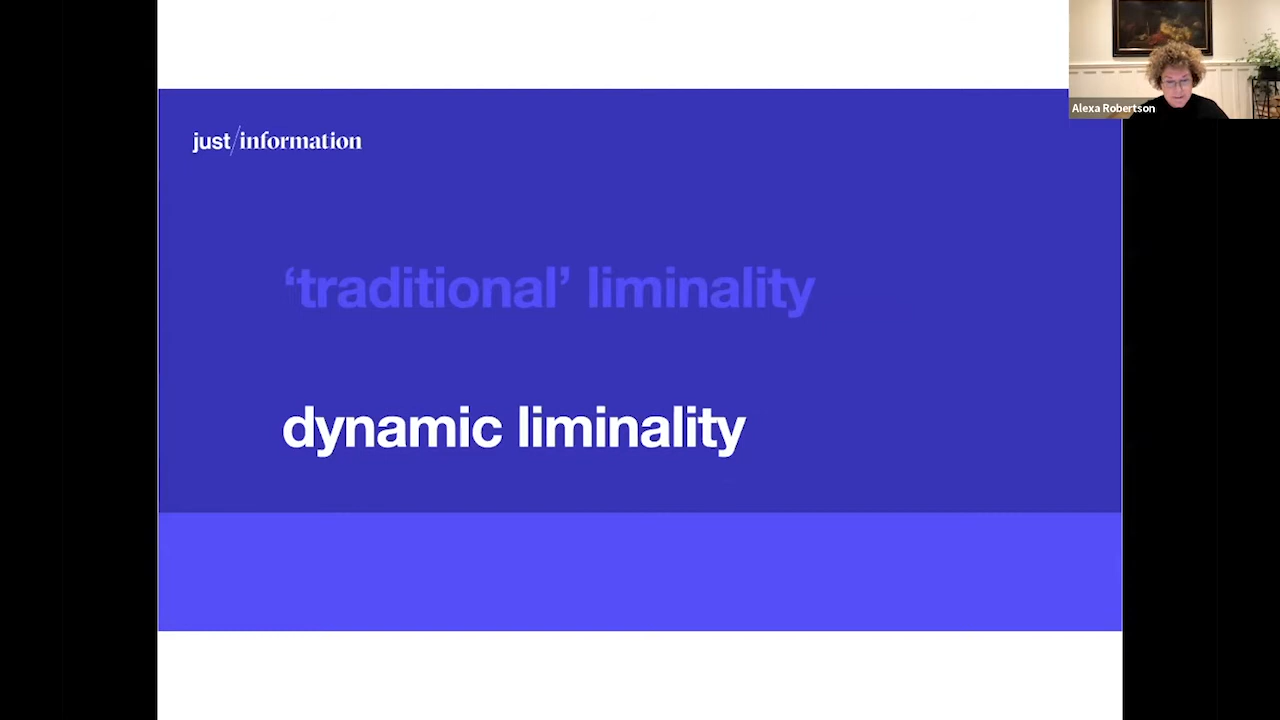 just/information
Alexa Robertson
‘traditional’ liminality
dynamic liminality